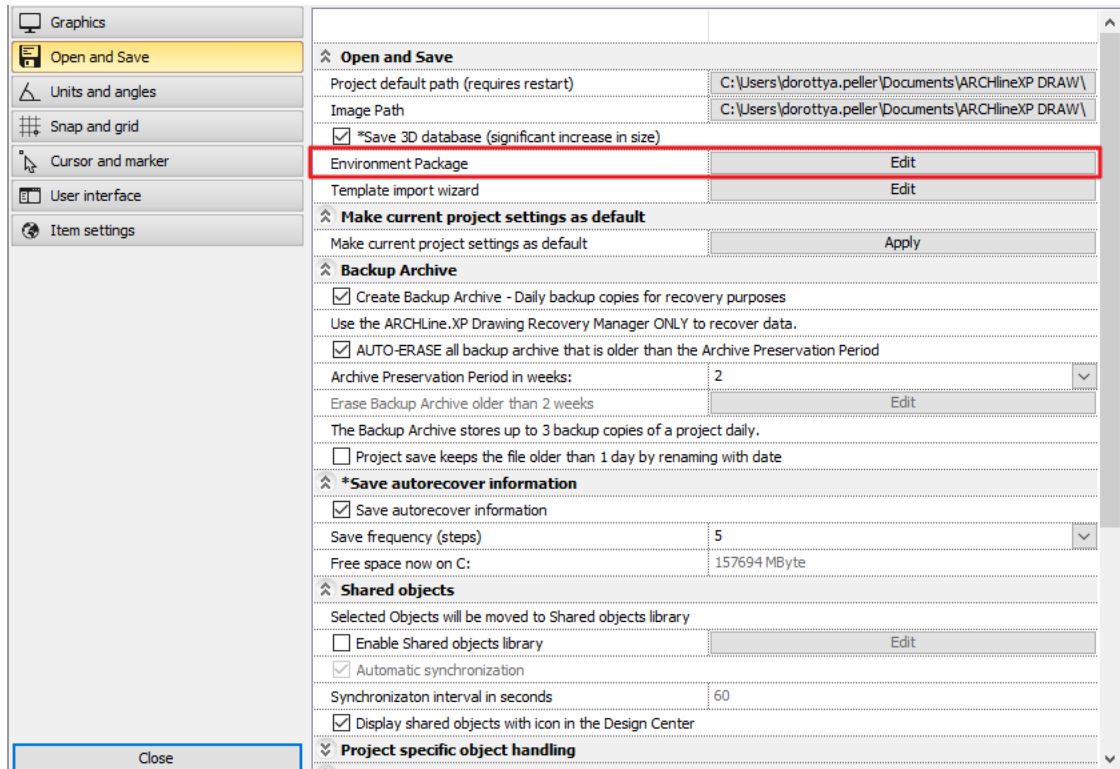 Graphics
Open and Save
Units and angles
Snap and grid
Cursor and marker
User interface
Item settings
Close
Open and Save
Project default path (requires restart) C:\Users\dorottya.peller\Documents\ARCHlineXP DRAW\
Image Path C:\Users\dorottya.peller\Documents\ARCHlineXP DRAW\
*Save 3D database (significant increase in size)
Environment Package Edit
Template import wizard Edit
Make current project settings as default
Make current project settings as default Apply
Backup Archive
Create Backup Archive - Daily backup copies for recovery purposes
Use the ARCHLine.XP Drawing Recovery Manager ONLY to recover data.
AUTO-ERASE all backup archive that is older than the Archive Preservation Period
Archive Preservation Period in weeks: 2
Erase Backup Archive older than 2 weeks Edit
The Backup Archive stores up to 3 backup copies of a project daily.
Project save keeps the file older than 1 day by renaming with date
*Save autorecover information
Save autorecover information
Save frequency (steps) 5
Free space now on C: 157694 MByte
Shared objects
Selected Objects will be moved to Shared objects library
Enable Shared objects library Edit
Automatic synchronization
Synchronizaton interval in seconds 60
Display shared objects with icon in the Design Center
Project specific object handling